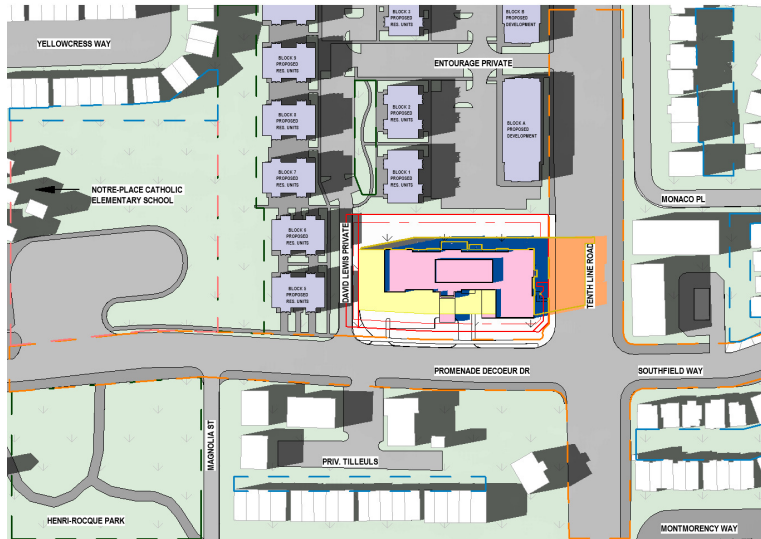 BLOCK 3
PROPOSED
RES. UNITS
BLOCK B
PROPOSED
DEVELOPMENT
YELLOWCRESS WAY
BLOCK 9
PROPOSED
RES. UNITS
ENTOURAGE PRIVATE
BLOCK 8
PROPOSED
RES. UNITS
BLOCK 2
PROPOSED
RES. UNITS
BLOCK A
PROPOSED
DEVELOPMENT
BLOCK 7
PROPOSED
RES. UNITS
BLOCK 1
PROPOSED
RES. UNITS
NOTRE-PLACE CATHOLIC
ELEMENTARY SCHOOL
MONACO PL
BLOCK 6
PROPOSED
RES. UNITS
DAVID LEWIS PRIVATE
TENTH LINE ROAD
BLOCK 5
PROPOSED
RES. UNITS
PROMENADE DECOEUR DR
SOUTHFIELD WAY
MAGNOLIA ST
PRIV. TILLEULS
HENRI-ROCQUE PARK
MONTMORENCY WAY